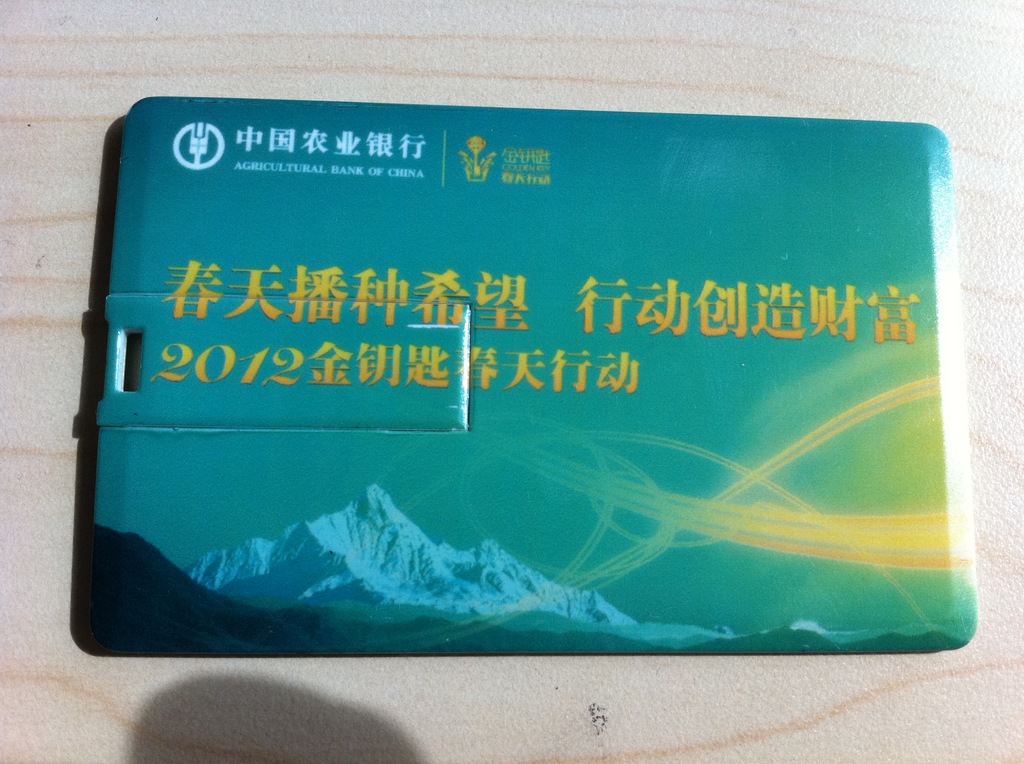 中国农业银行
AGRICULTURAL BANK OF CHINA
金钥匙
GOLDEN KEY
春天行动
春天播种希望 行动创造财富
2012金钥匙春天行动